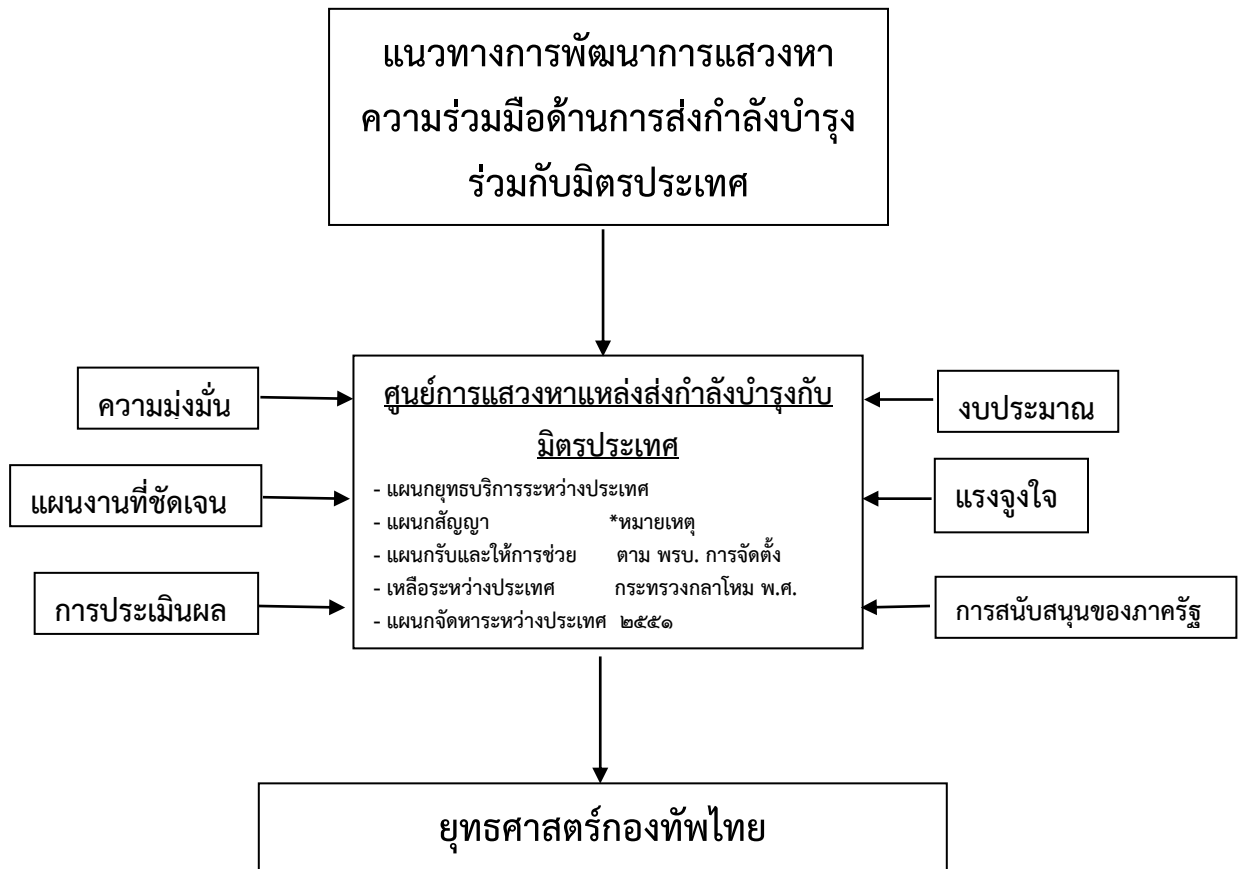 แนวทางการพัฒนาการแสวงหา
ความร่วมมือด้านการส่งกำลังบำรุง
ร่วมกับมิตรประเทศ
ความมุ่งมั่น
แผนงานที่ชัดเจน
การประเมินผล
ศูนย์การแสวงหาแหล่งส่งกำลังบำรุงกับ
มิตรประเทศ
- แผนกยุทธบริการระหว่างประเทศ
- แผนกสัญญา *หมายเหตุ
- แผนกรับและให้การช่วย ตาม พรบ. การจัดตั้ง
- เหลือระหว่างประเทศ กระทรวงกลาโหม พ.ศ.
- แผนกจัดหาระหว่างประเทศ ๒๕๕๑
งบประมาณ
แรงจูงใจ
การสนับสนุนของภาครัฐ
ยุทธศาสตร์กองทัพไทย